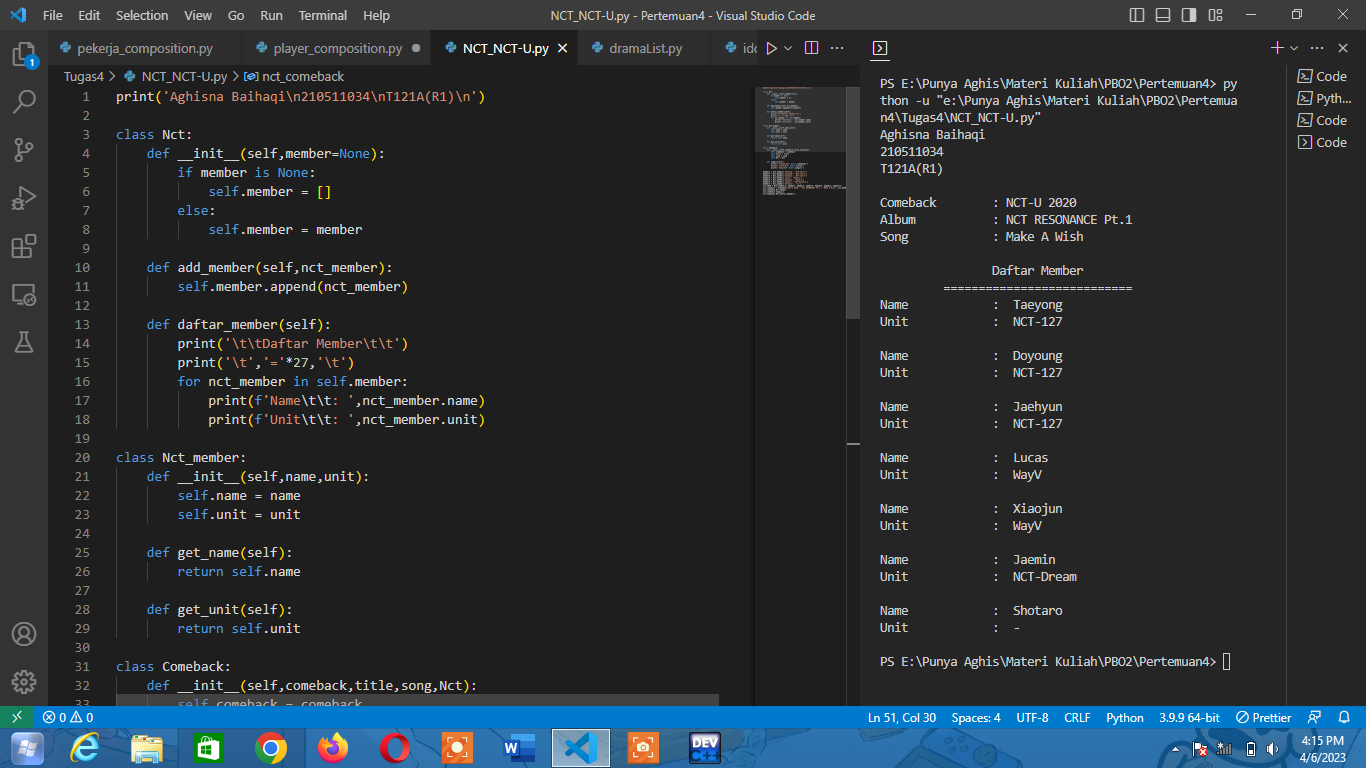 File Edit Selection View Go Run Terminal Help NCT_NCT-U.py - Pertemuan4 - Visual Studio Code
pekerja_composition.py player_composition.py NCT_NCT-U.py dramaList.py
Tugas4 > NCT_NCT-U.py > nct_comeback
1 print('Aghisna Baihaqi\n210511034\nT121A(R1)\n')
2
3 class Nct:
4 def __init__(self,member=None):
5 if member is None:
6 self.member = []
7 else:
8 self.member = member
9
10 def add_member(self,nct_member):
11 self.member.append(nct_member)
12
13 def daftar_member(self):
14 print('\t\tDaftar Member\t\t')
15 print('\t','='*27,'\t')
16 for nct_member in self.member:
17 print(f'Name\t\t: ',nct_member.name)
18 print(f'Unit\t\t: ',nct_member.unit)
19
20 class Nct_member:
21 def __init__(self,name,unit):
22 self.name = name
23 self.unit = unit
24
25 def get_name(self):
26 return self.name
27
28 def get_unit(self):
29 return self.unit
30
31 class Comeback:
32 def __init__(self,comeback,title,song,Nct):
33 self.comeback = comeback
PS E:\Punya Aghis\Materi Kuliah\PBO2\Pertemuan4> py
thon -u "e:\Punya Aghis\Materi Kuliah\PBO2\Pertemua
n4\Tugas4\NCT_NCT-U.py"
Aghisna Baihaqi
210511034
T121A(R1)
Comeback : NCT-U 2020
Album : NCT RESONANCE Pt.1
Song : Make A Wish
Daftar Member
===========================
Name : Taeyong
Unit : NCT-127
Name : Doyoung
Unit : NCT-127
Name : Jaehyun
Unit : NCT-127
Name : Lucas
Unit : WayV
Name : Xiaojun
Unit : WayV
Name : Jaemin
Unit : NCT-Dream
Name : Shotaro
Unit : -
PS E:\Punya Aghis\Materi Kuliah\PBO2\Pertemuan4>
Code
Pyth...
Code
Code
1
0 0 Ln 51, Col 30 Spaces: 4 UTF-8 CRLF Python 3.9.9 64-bit Prettier
DEV C++
4:15 PM
4/6/2023